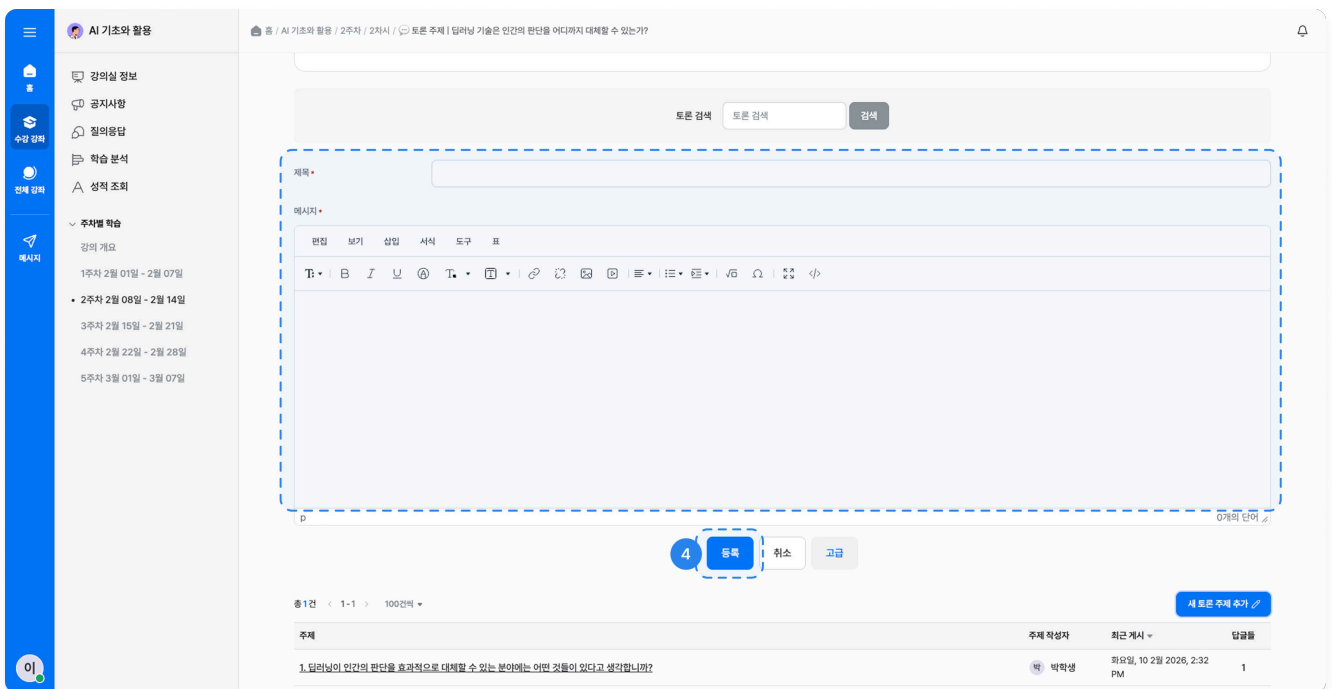 AI 기초와 활용
홈 / AI 기초와 활용 / 2주차 / 2차시 / 토론 주제 | 딥러닝 기술은 인간의 판단을 어디까지 대체할 수 있는가?
홈
수강 강좌
전체 강좌
메시지
이
강의실 정보
공지사항
질의응답
학습 분석
성적 조회
주차별 학습
강의 개요
1주차 2월 01일 - 2월 07일
• 2주차 2월 08일 - 2월 14일
3주차 2월 15일 - 2월 21일
4주차 2월 22일 - 2월 28일
5주차 3월 01일 - 3월 07일
토론 검색 토론 검색 검색
제목 •
메시지 •
편집 보기 삽입 서식 도구 표
p 0개의 단어
4 등록 취소 고급
총 1건 < 1-1 > 100건씩
새 토론 주제 추가
주제 주제 작성자 최근 게시 답글들
1. 딥러닝이 인간의 판단을 효과적으로 대체할 수 있는 분야에는 어떤 것들이 있다고 생각합니까? 박 박학생 화요일, 10 2월 2026, 2:32 PM 1